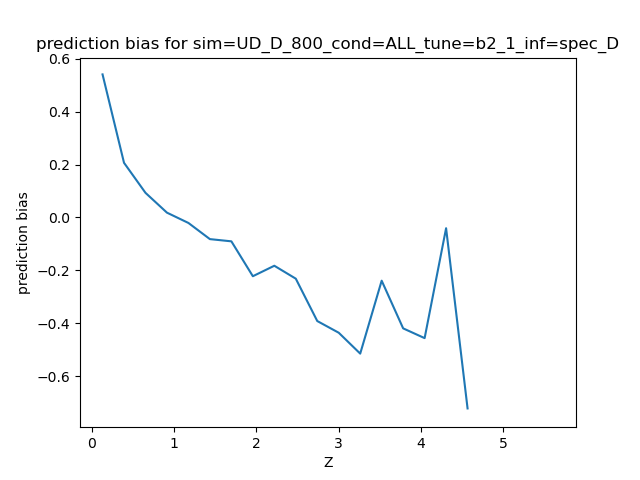 prediction bias for sim=UD_D_800_cond=ALL_tune=b2_1_inf=spec_D
0.6
0.4
0.2
0.0
−0.2
−0.4
−0.6
prediction bias
0 1 2 3 4 5
Z